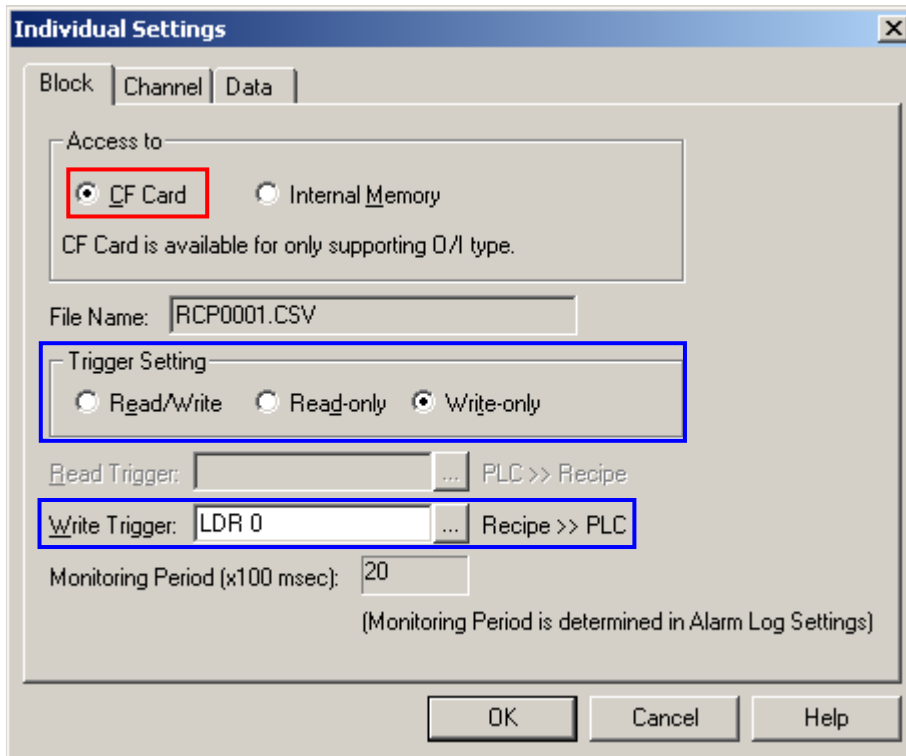 Individual Settings
Block Channel Data
Access to
CF Card Internal Memory
CF Card is available for only supporting O/I type.
File Name: RCP0001.CSV
Trigger Setting
Read/Write Read-only Write-only
Read Trigger: ... PLC >> Recipe
Write Trigger: LDR 0 ... Recipe >> PLC
Monitoring Period (x100 msec): 20
(Monitoring Period is determined in Alarm Log Settings)
OK Cancel Help